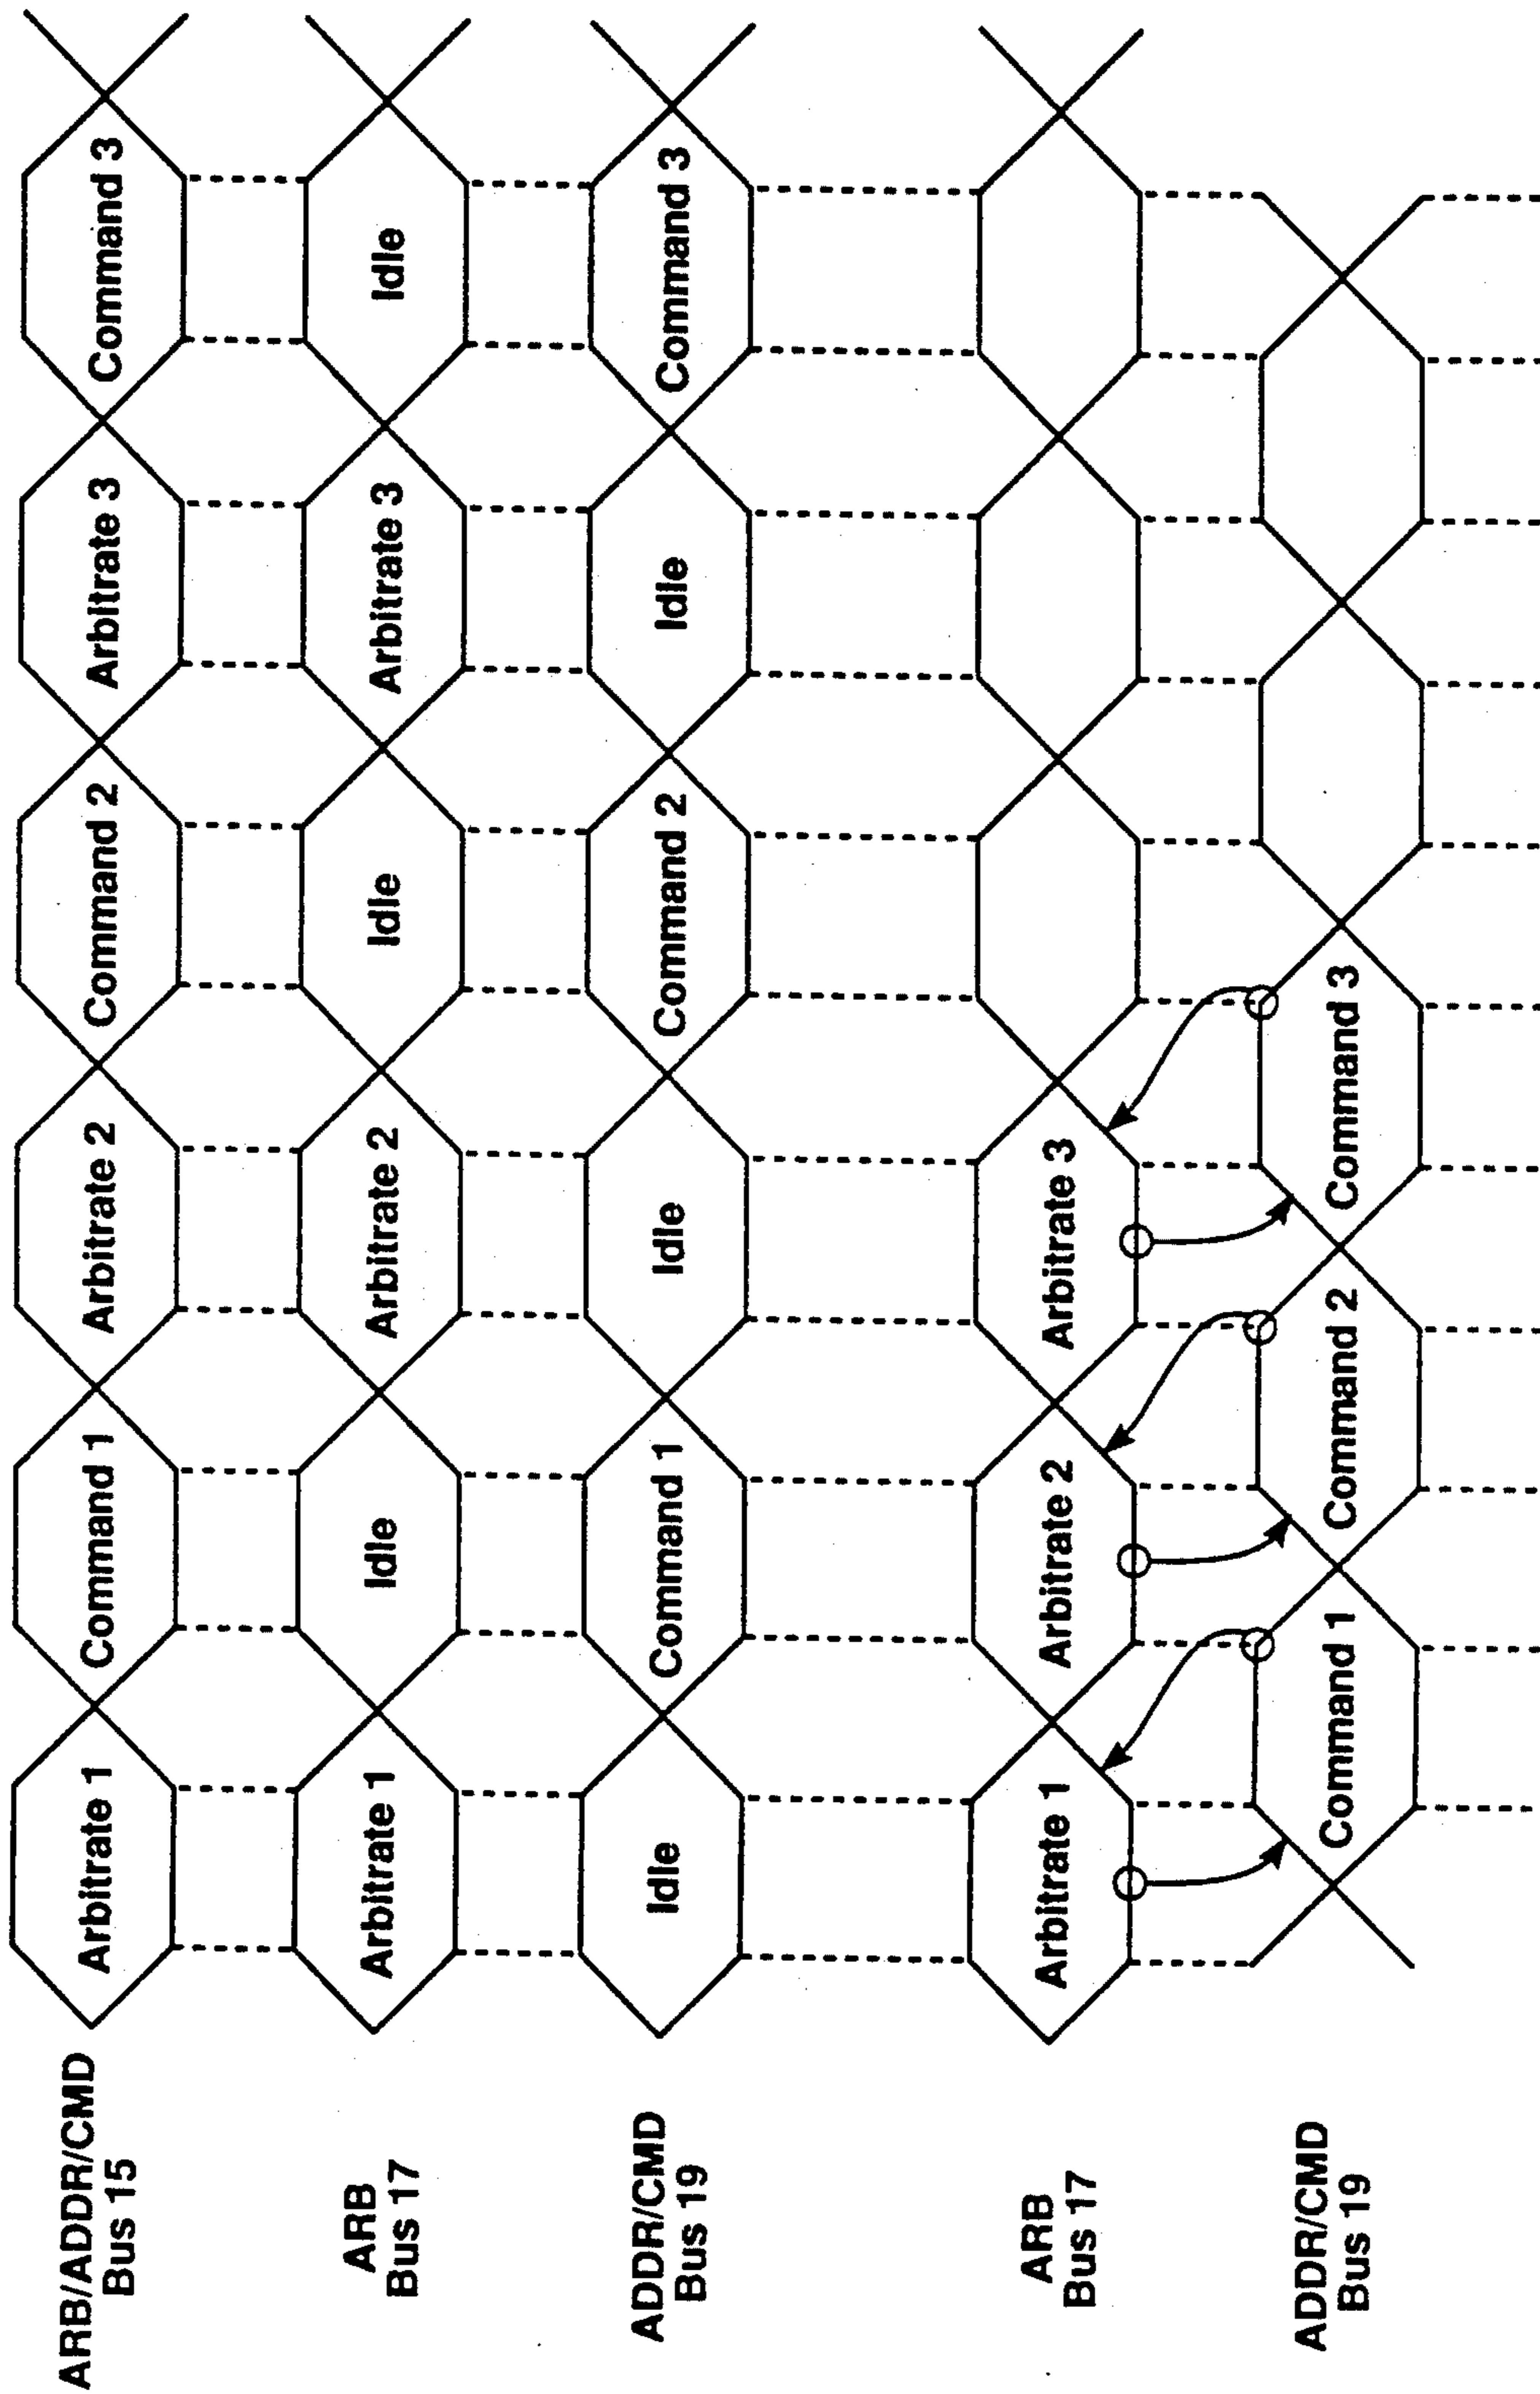 ARB/ADDR/CMD
Bus 15
Arbitrate 1
Command 1
Arbitrate 2
Command 2
Arbitrate 3
Command 3
ARB
Bus 17
Arbitrate 1
Idle
Arbitrate 2
Idle
Arbitrate 3
Idle
ADDR/CMD
Bus 19
Idle
Command 1
Idle
Command 2
Idle
Command 3
ARB
Bus 17
Arbitrate 1
Arbitrate 2
Arbitrate 3
ADDR/CMD
Bus 19
Command 1
Command 2
Command 3